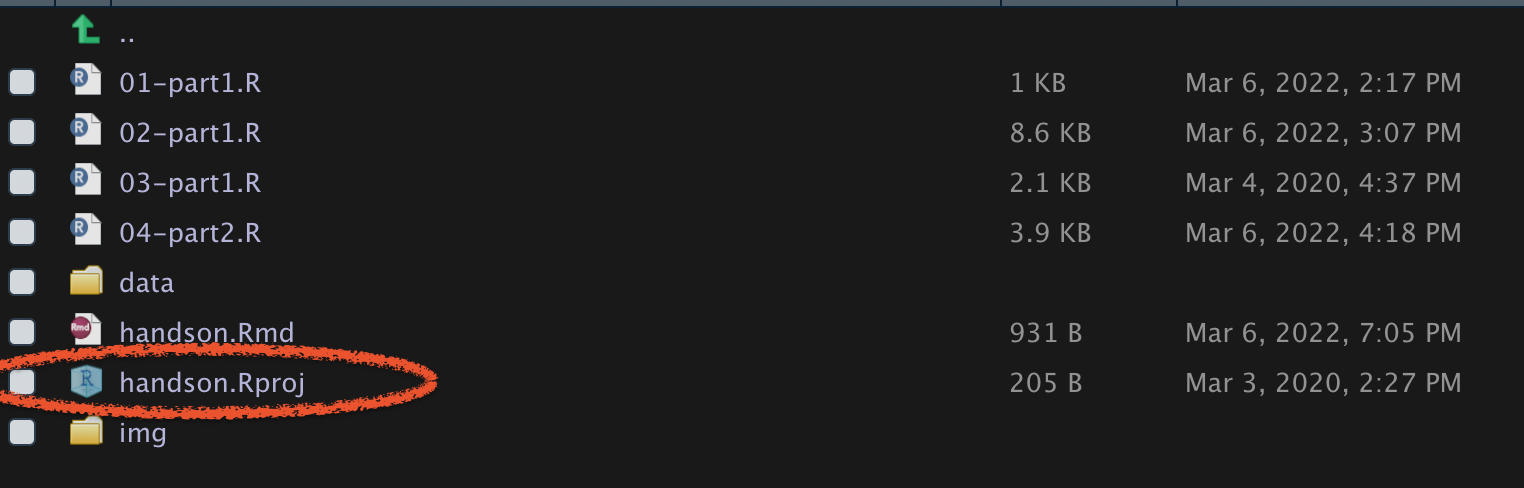 ..
01-part1.R 1 KB Mar 6, 2022, 2:17 PM
02-part1.R 8.6 KB Mar 6, 2022, 3:07 PM
03-part1.R 2.1 KB Mar 4, 2020, 4:37 PM
04-part2.R 3.9 KB Mar 6, 2022, 4:18 PM
data
handson.Rmd 931 B Mar 6, 2022, 7:05 PM
handson.Rproj 205 B Mar 3, 2020, 2:27 PM
img